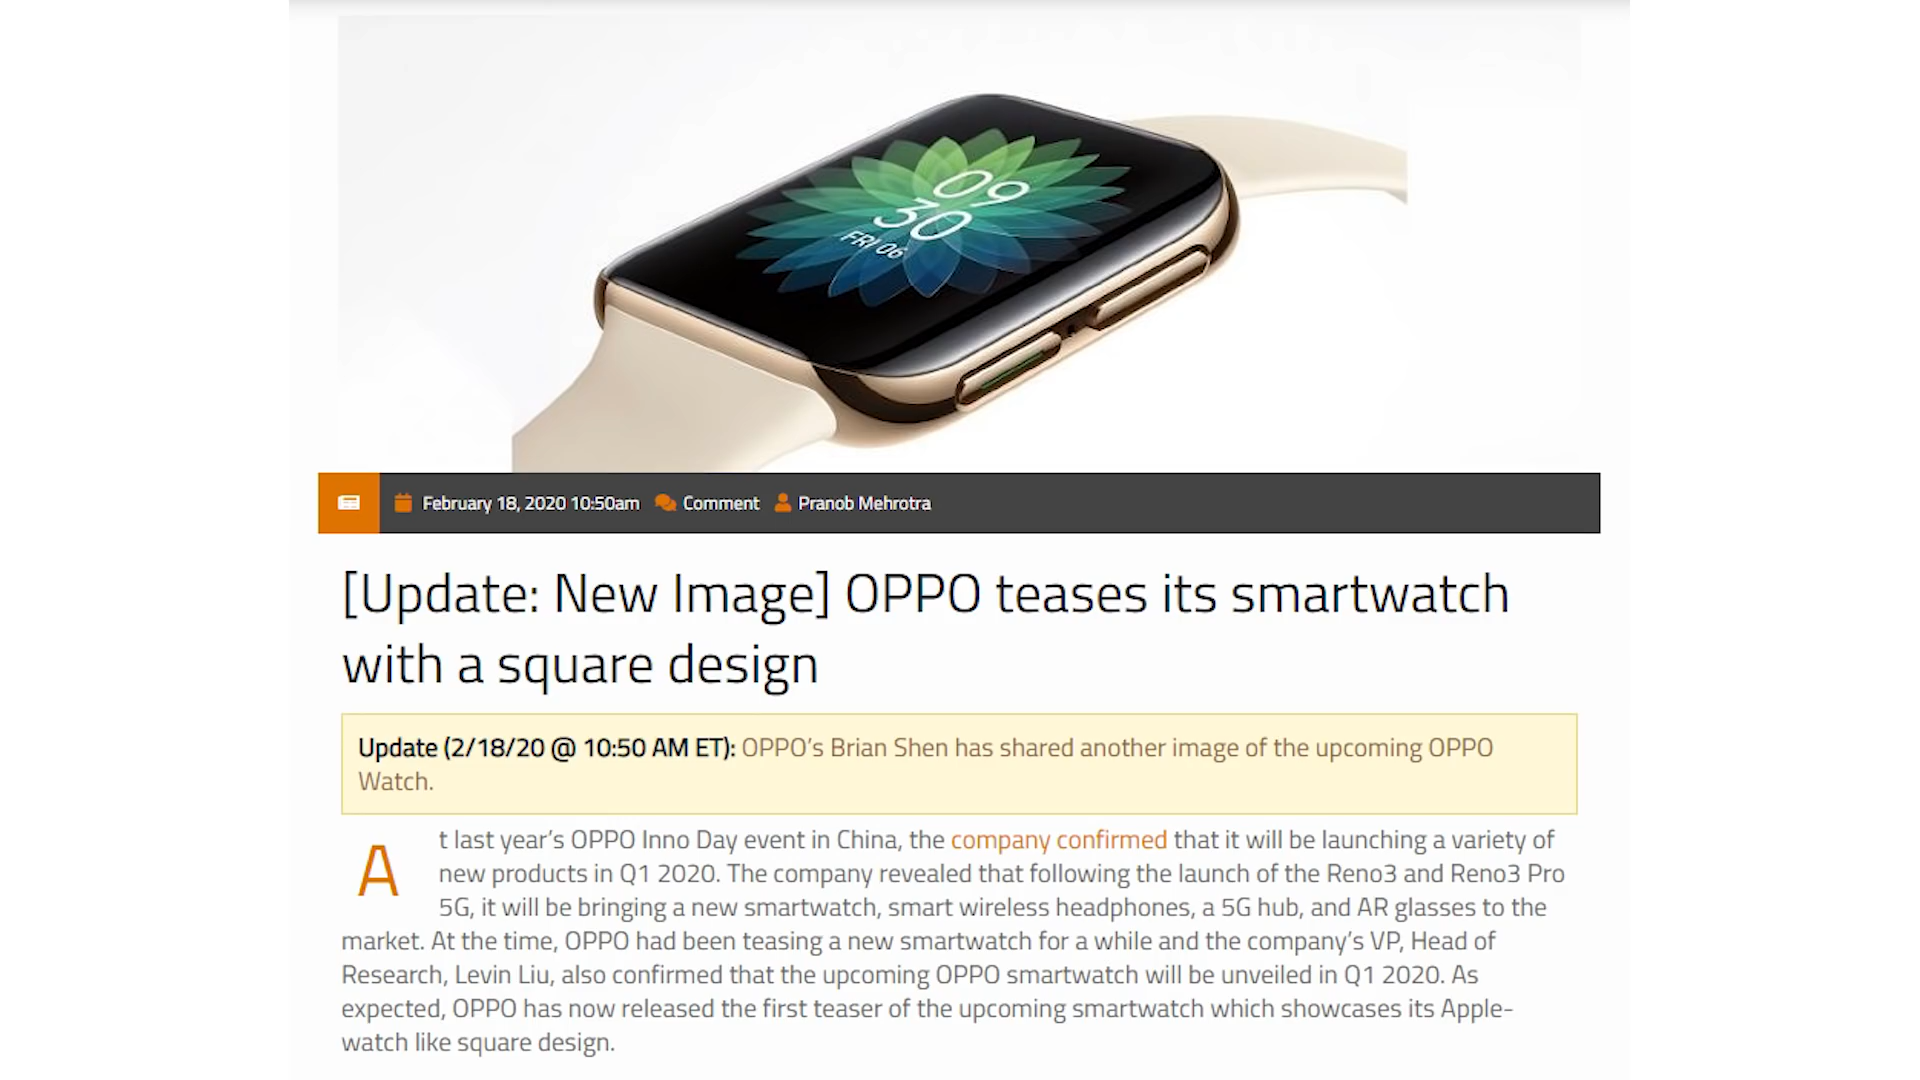 09
30
FRI 06
February 18, 2020 10:50am Comment Pranob Mehrotra
[Update: New Image] OPPO teases its smartwatch
with a square design
Update (2/18/20 @ 10:50 AM ET): OPPO’s Brian Shen has shared another image of the upcoming OPPO
Watch.
At last year’s OPPO Inno Day event in China, the company confirmed that it will be launching a variety of
new products in Q1 2020. The company revealed that following the launch of the Reno3 and Reno3 Pro
5G, it will be bringing a new smartwatch, smart wireless headphones, a 5G hub, and AR glasses to the
market. At the time, OPPO had been teasing a new smartwatch for a while and the company’s VP, Head of
Research, Levin Liu, also confirmed that the upcoming OPPO smartwatch will be unveiled in Q1 2020. As
expected, OPPO has now released the first teaser of the upcoming smartwatch which showcases its Apple-
watch like square design.